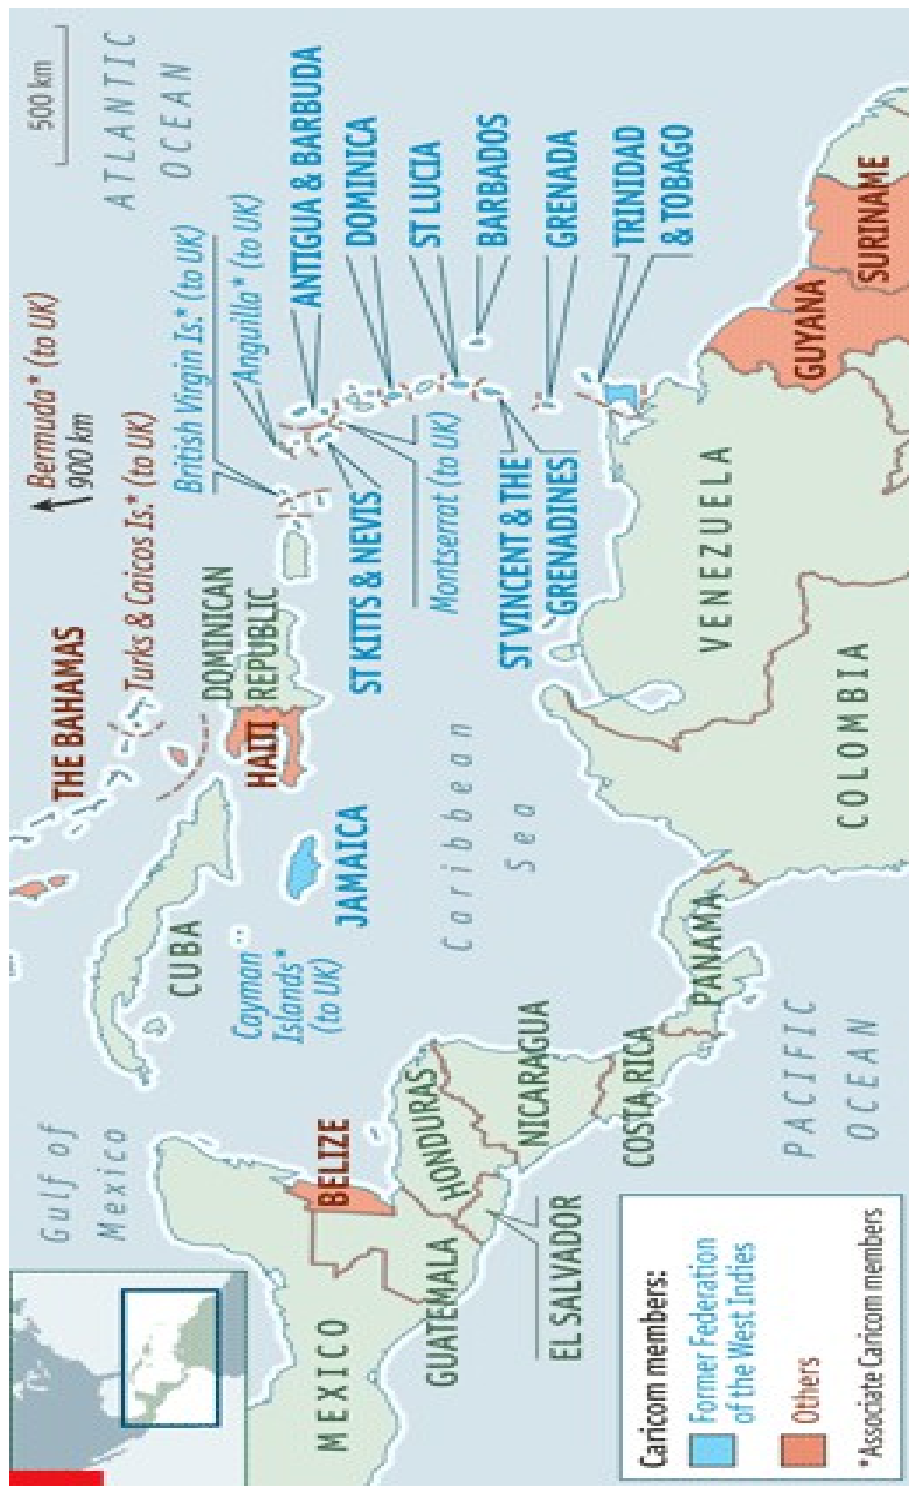 Gulf of
Mexico
THE BAHAMAS
Bermuda* (to UK)
900 km
500 km
ATLANTIC
OCEAN
Turks & Caicos Is.* (to UK)
British Virgin Is.* (to UK)
Anguilla* (to UK)
CUBA
DOMINICAN
REPUBLIC
HAITI
ANTIGUA & BARBUDA
Cayman
Islands*
(to UK)
JAMAICA
ST KITTS & NEVIS
DOMINICA
MEXICO
BELIZE
Montserrat (to UK)
ST LUCIA
GUATEMALA
HONDURAS
Caribbean
Sea
ST VINCENT & THE
GRENADINES
BARBADOS
EL SALVADOR
NICARAGUA
GRENADA
COSTA RICA
TRINIDAD
& TOBAGO
PANAMA
VENEZUELA
COLOMBIA
GUYANA
SURINAME
PACIFIC
OCEAN
Caricom members:
Former Federation
of the West Indies
Others
*Associate Caricom members